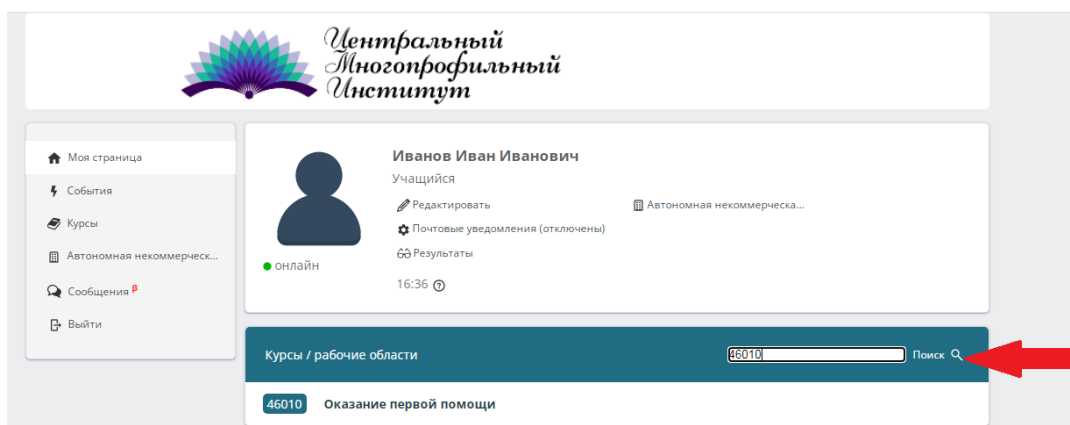 Центральный
Многопрофильный
Институт
Моя страница
События
Курсы
Автономная некоммерческ...
Сообщения β
Выйти
Иванов Иван Иванович
Учащийся
Редактировать
Автономная некоммерческа...
Почтовые уведомления (отключены)
Результаты
онлайн
16:36
Курсы / рабочие области
46010
Поиск
46010 Оказание первой помощи